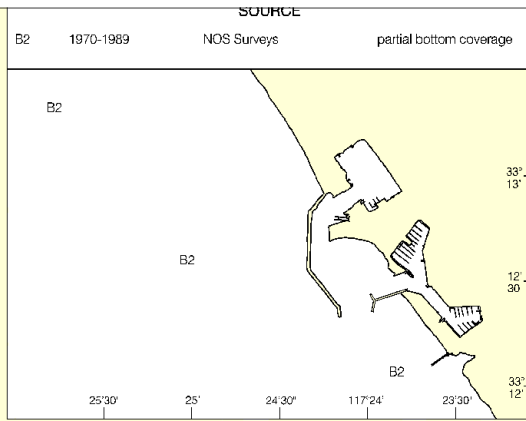 SOURCE
B2 1970-1989 NOS Surveys partial bottom coverage
B2
33°
13'
B2
12'
30
B2
33°
12'
25'30' 25' 24'30' 117°24' 23'30'